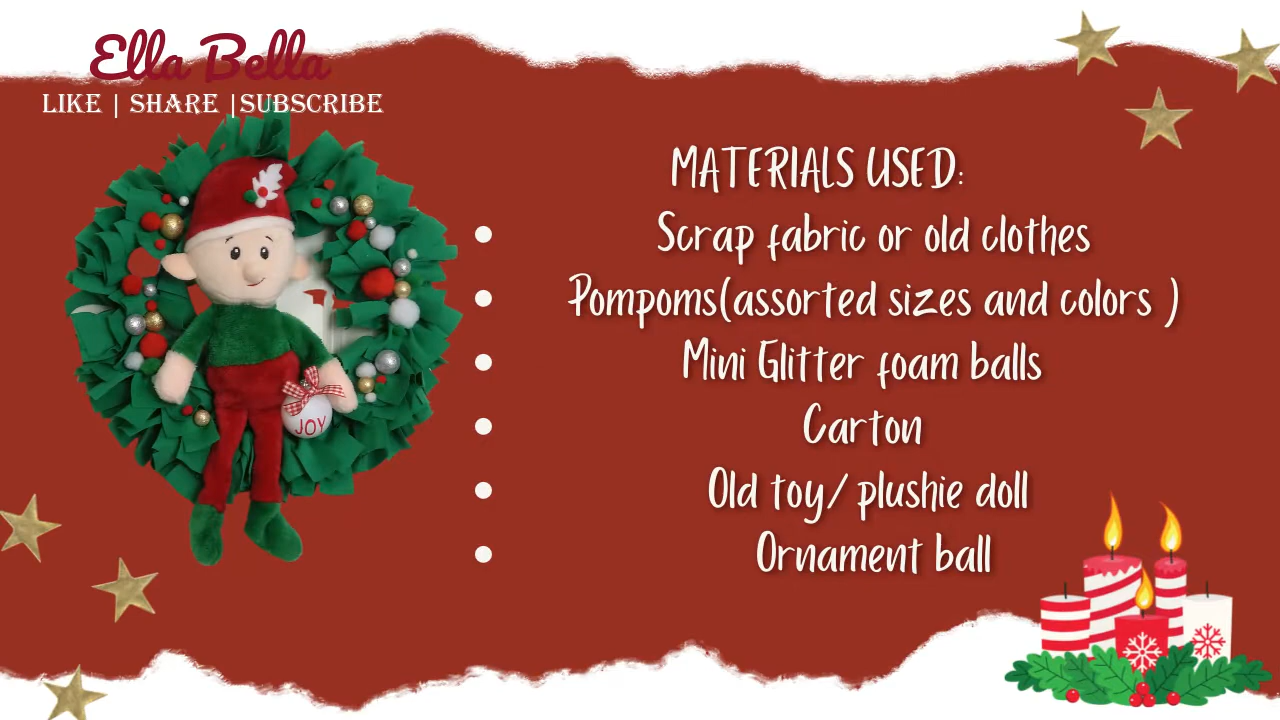 Ella Bella
LIKE | SHARE |SUBSCRIBE
MATERIALS USED:
Scrap fabric or old clothes
Pompoms(assorted sizes and colors )
Mini Glitter foam balls
Carton
Old toy/ plushie doll
Ornament ball
JOY